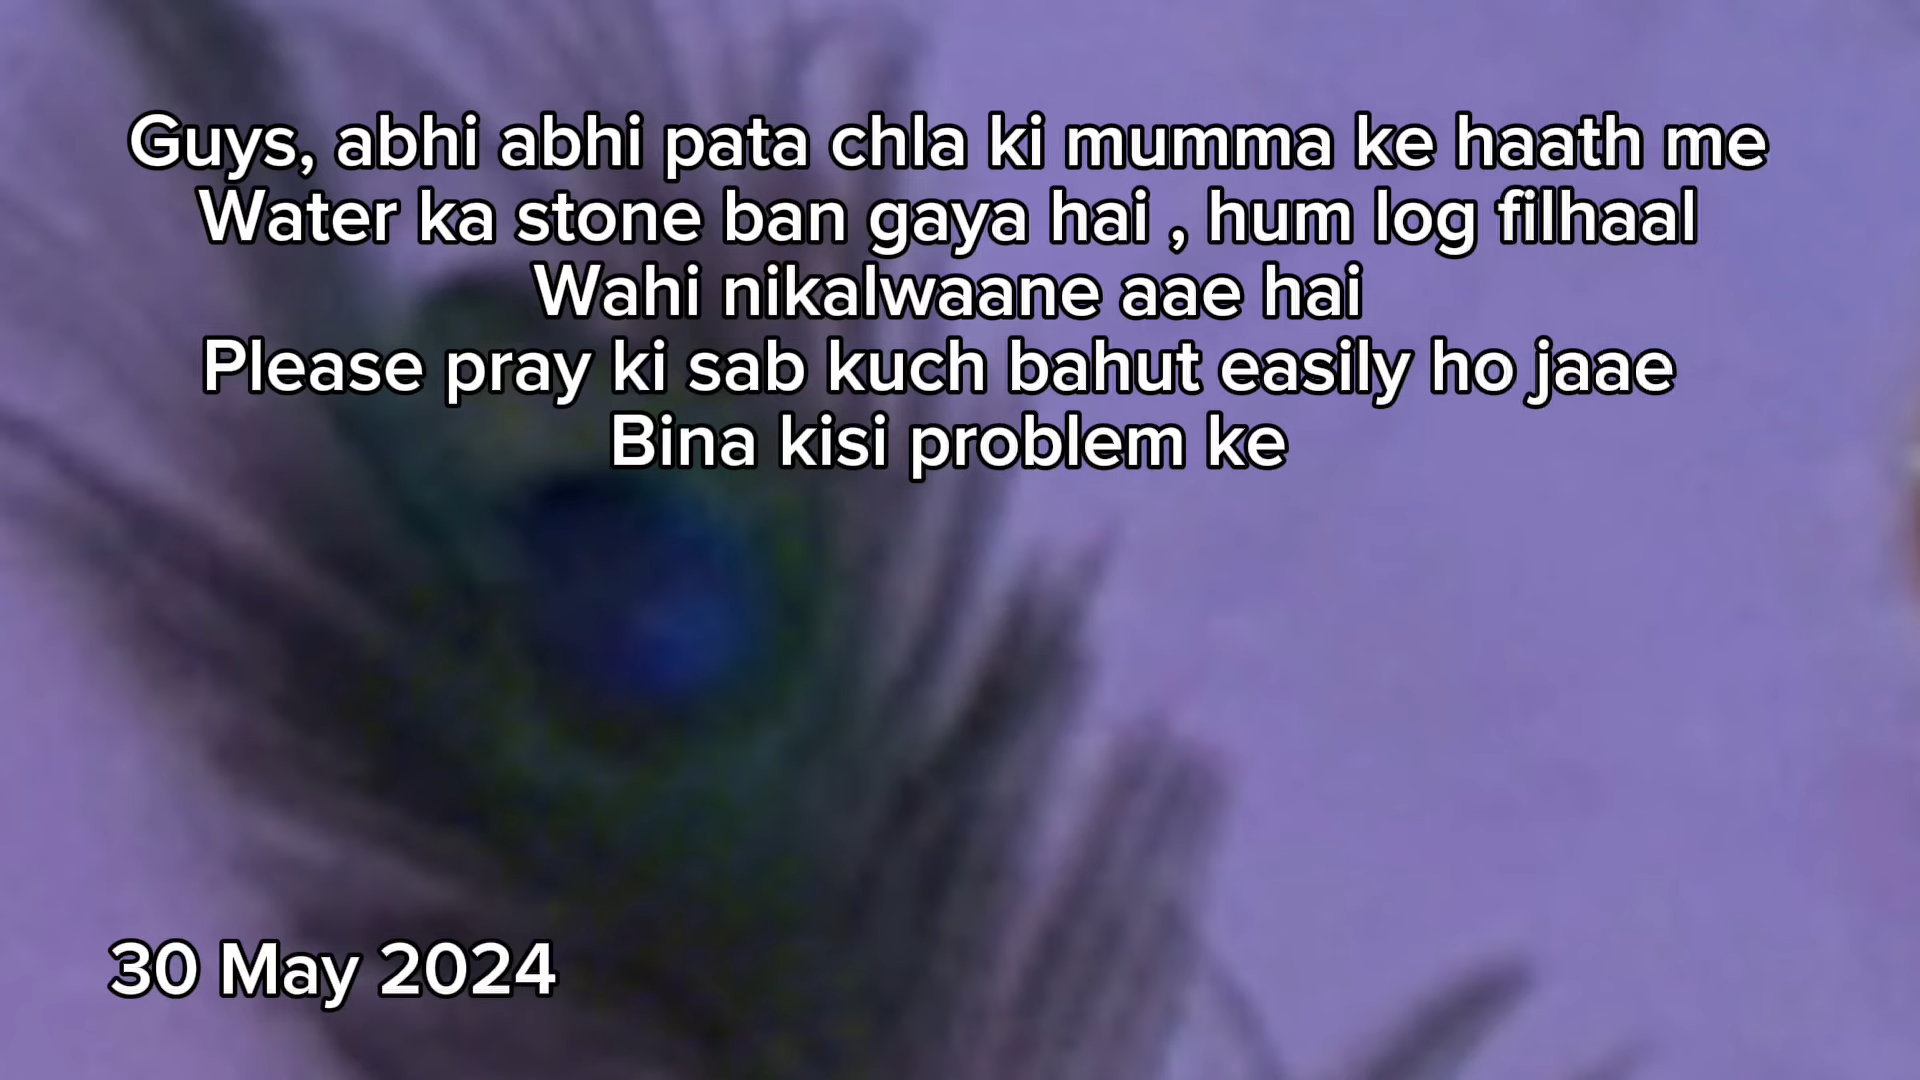 Guys, abhi abhi pata chla ki mumma ke haath me
Water ka stone ban gaya hai , hum log filhaal
Wahi nikalwaane aae hai
Please pray ki sab kuch bahut easily ho jaae
Bina kisi problem ke
30 May 2024